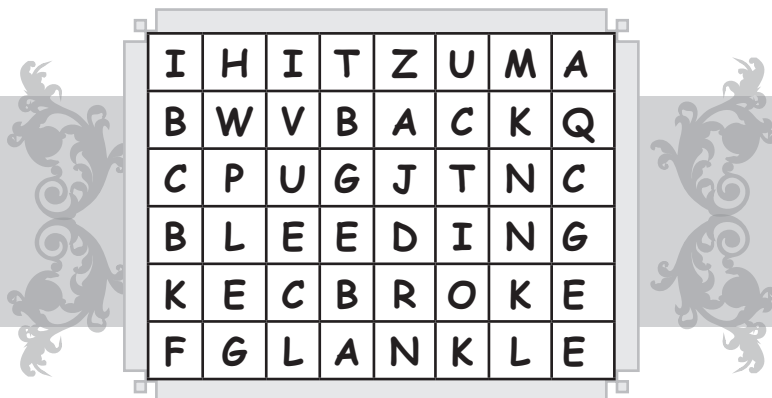 I H I T Z U M A
B W V B A C K Q
C P U G J T N C
B L E E D I N G
K E C B R O K E
F G L A N K L E